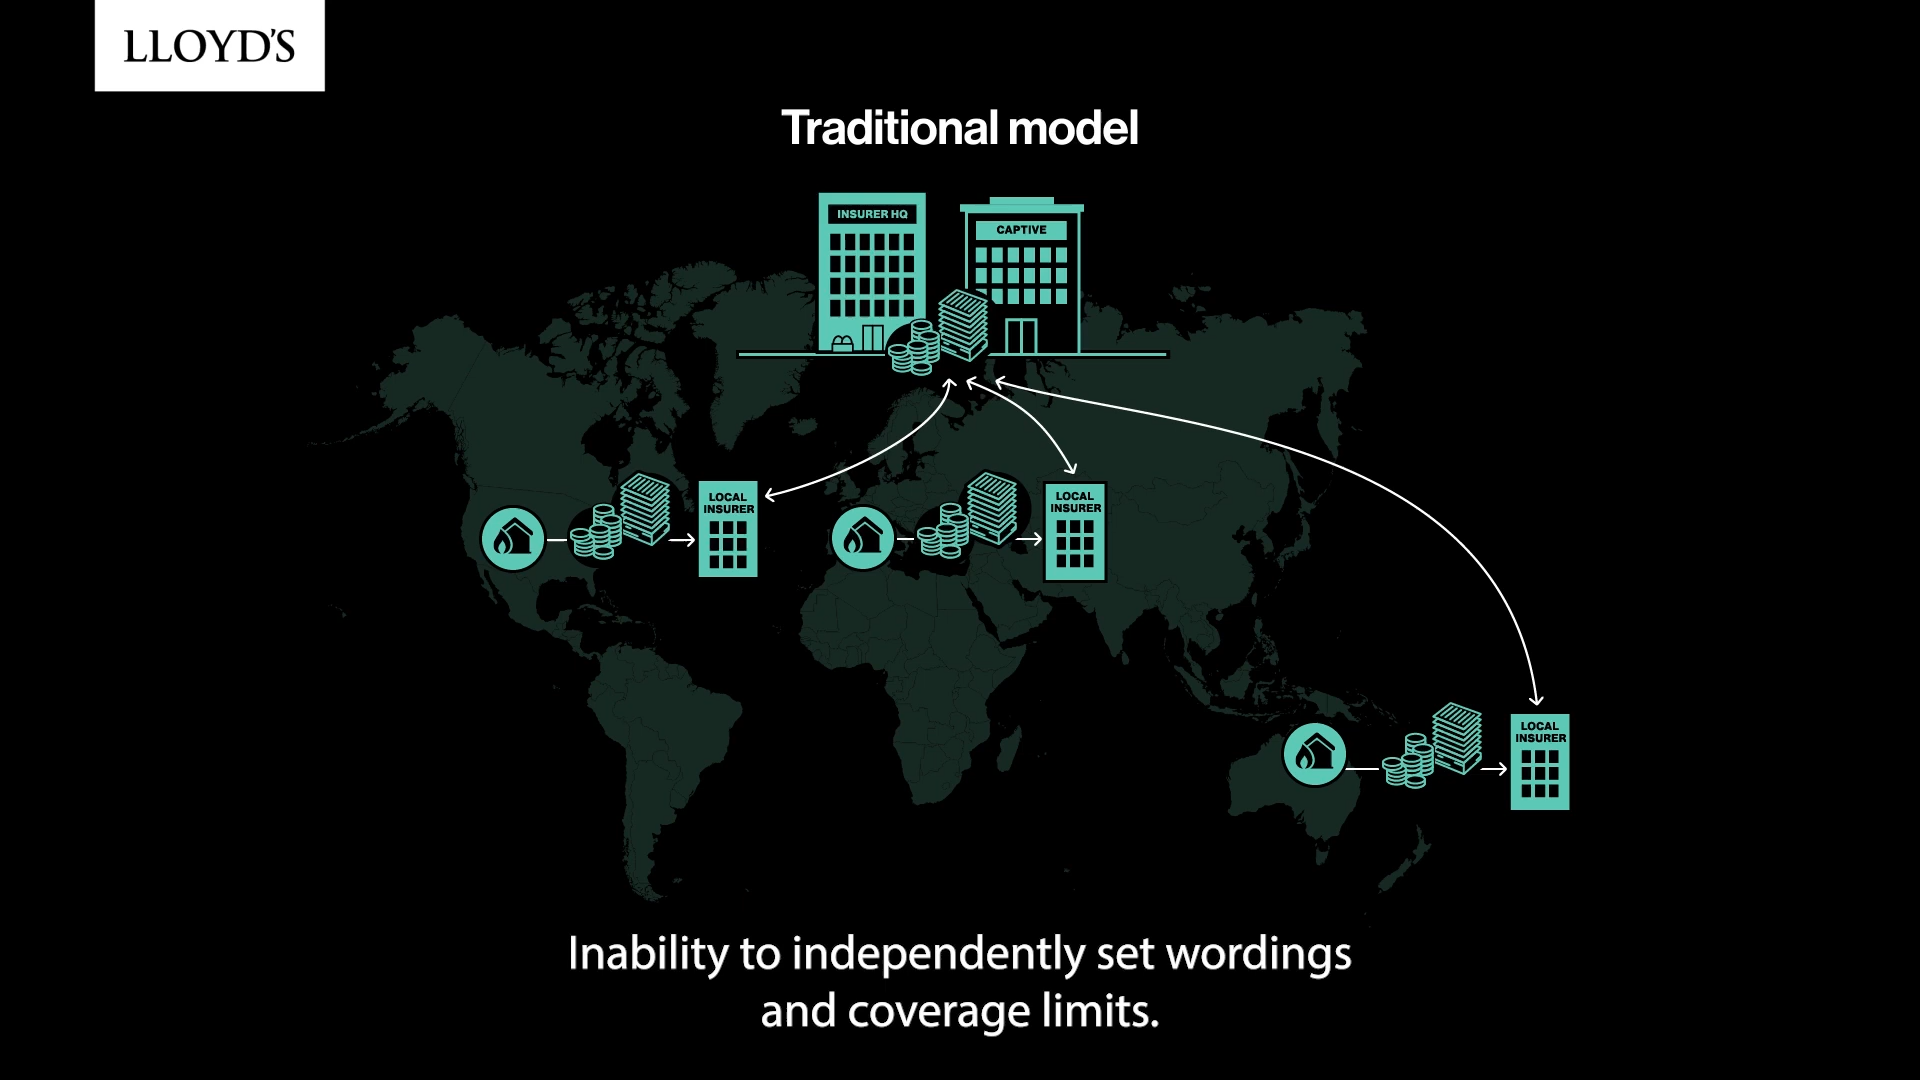 LLOYD'S
Traditional model
INSURER HQ
CAPTIVE
LOCAL
INSURER
LOCAL
INSURER
LOCAL
INSURER
Inability to independently set wordings
and coverage limits.